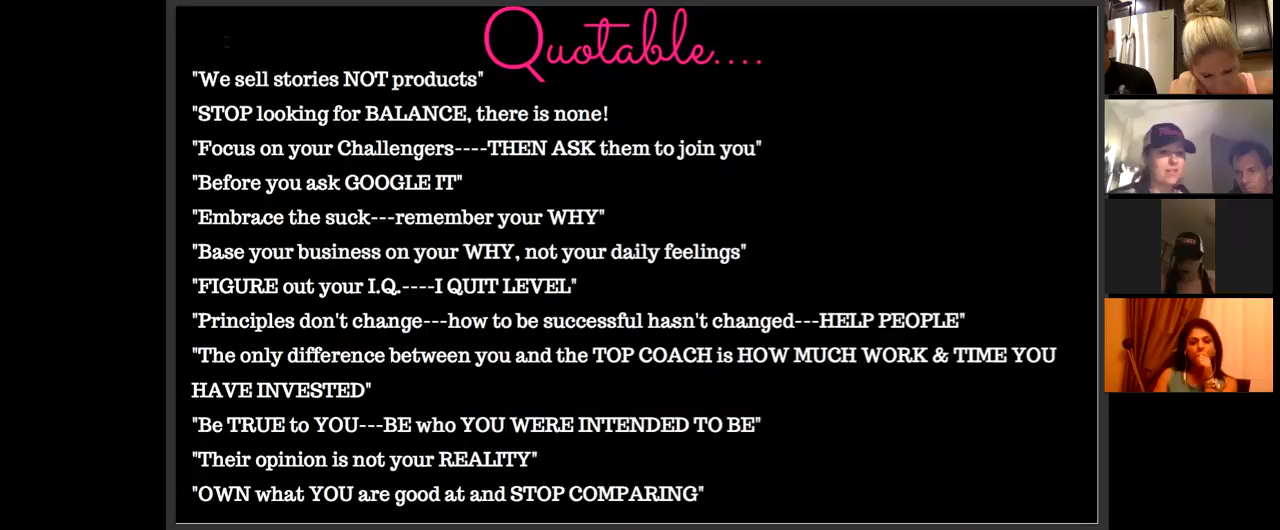 Quotable....
"We sell stories NOT products"
"STOP looking for BALANCE, there is none!
"Focus on your Challengers----THEN ASK them to join you"
"Before you ask GOOGLE IT"
"Embrace the suck---remember your WHY"
"Base your business on your WHY, not your daily feelings"
"FIGURE out your I.Q.----I QUIT LEVEL"
"Principles don't change---how to be successful hasn't changed---HELP PEOPLE"
"The only difference between you and the TOP COACH is HOW MUCH WORK & TIME YOU
HAVE INVESTED"
"Be TRUE to YOU---BE who YOU WERE INTENDED TO BE"
"Their opinion is not your REALITY"
"OWN what YOU are good at and STOP COMPARING"